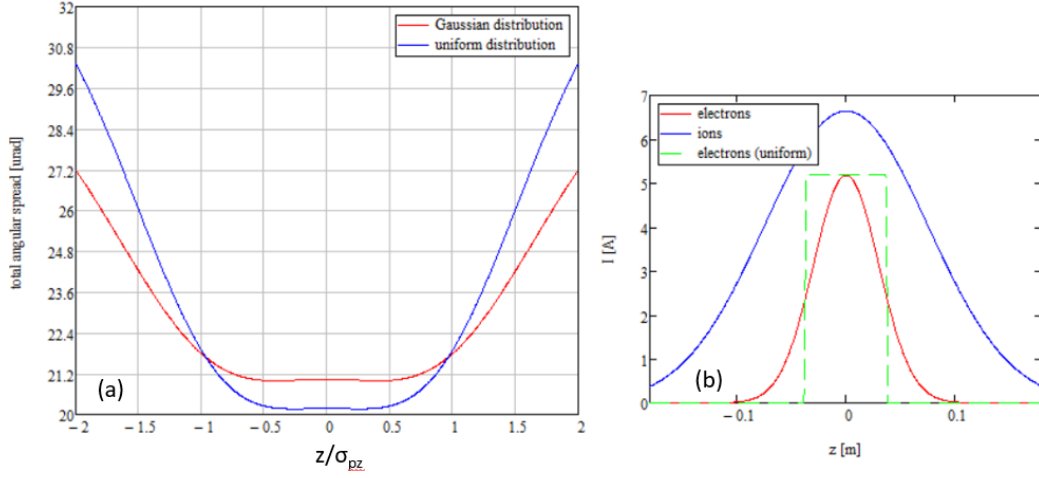 32
30.8
29.6
28.4
27.2
26
24.8
23.6
22.4
21.2
20
total angular spread [urad]
Gaussian distribution
uniform distribution
(a)
−2
−1.5
−1
−0.5
0
0.5
1
1.5
2
z/σpz
7
6
5
4
3
2
1
0
I [A]
electrons
ions
electrons (uniform)
(b)
−0.1
0
0.1
z [m]